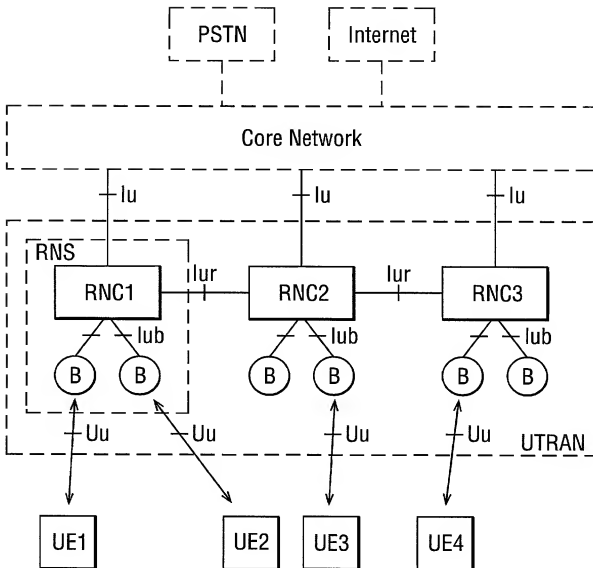 PSTN
Internet
Core Network
Iu
Iu
Iu
RNS
RNC1
Iur
RNC2
Iur
RNC3
Iub
Iub
Iub
B
B
B
B
B
B
Uu
Uu
Uu
Uu
UTRAN
UE1
UE2
UE3
UE4